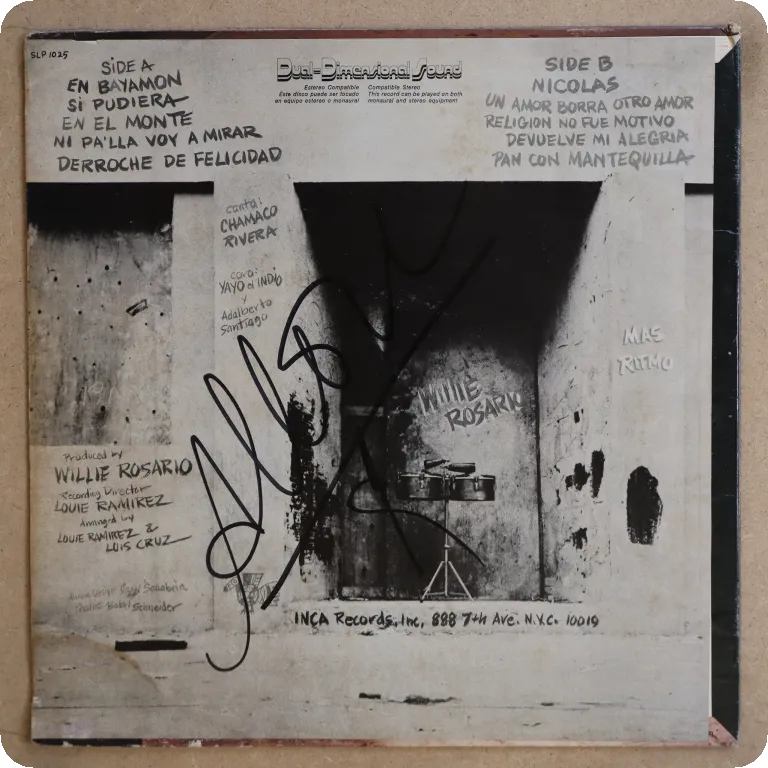 SLP 1025
SIDE A
EN BAYAMON
Si PUDIERA
EN EL MONTE
NI PA'LLA VOY A MIRAR
DERROCHE DE FELICIDAD
Dual-Dimensional Sound
Estereo Compatible
Este disco puede ser tocado
en equipo estereo o monaural
Compatible Stereo
This record can be played on both
monaural and stereo equipment
SIDE B
NICOLAS
UN AMOR BORRA OTRO AMOR
RELIGION NO FUE MOTIVO
DEVUELVE MI ALEGRIA
PAN CON MANTEQUILLA
canta:
CHAMACO
RIVERA
coro:
YAYO el INDIO
y
Adalberto
Santiago
MAS
RITMO
WILLIE
ROSARIO
Produced by
WILLIE ROSARIO
Recording Director
LOUIE RAMIREZ
Arranged by
LOUIE RAMIREZ &
LUIS CRUZ
Izzy Sanabria
Schneider
INCA Records, Inc, 888 7th Ave. N.Y.C. 10019